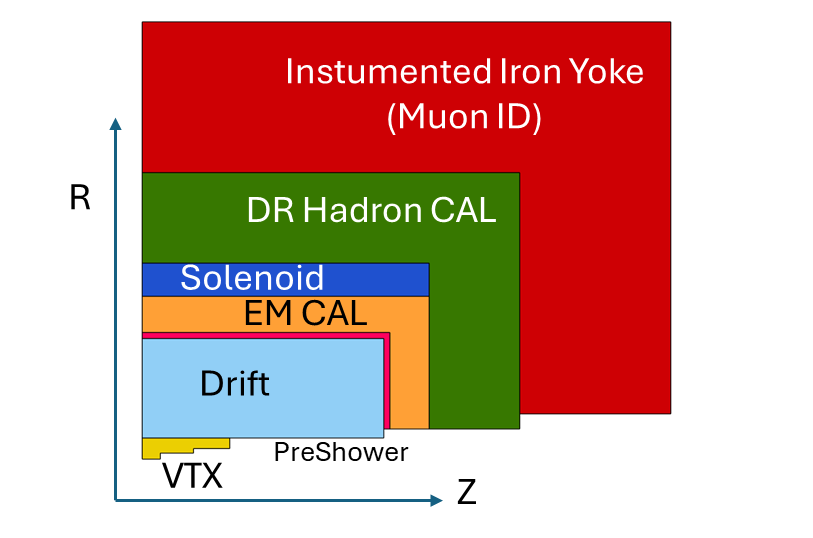 Instumented Iron Yoke
(Muon ID)
R
DR Hadron CAL
Solenoid
EM CAL
Drift
PreShower
VTX
Z